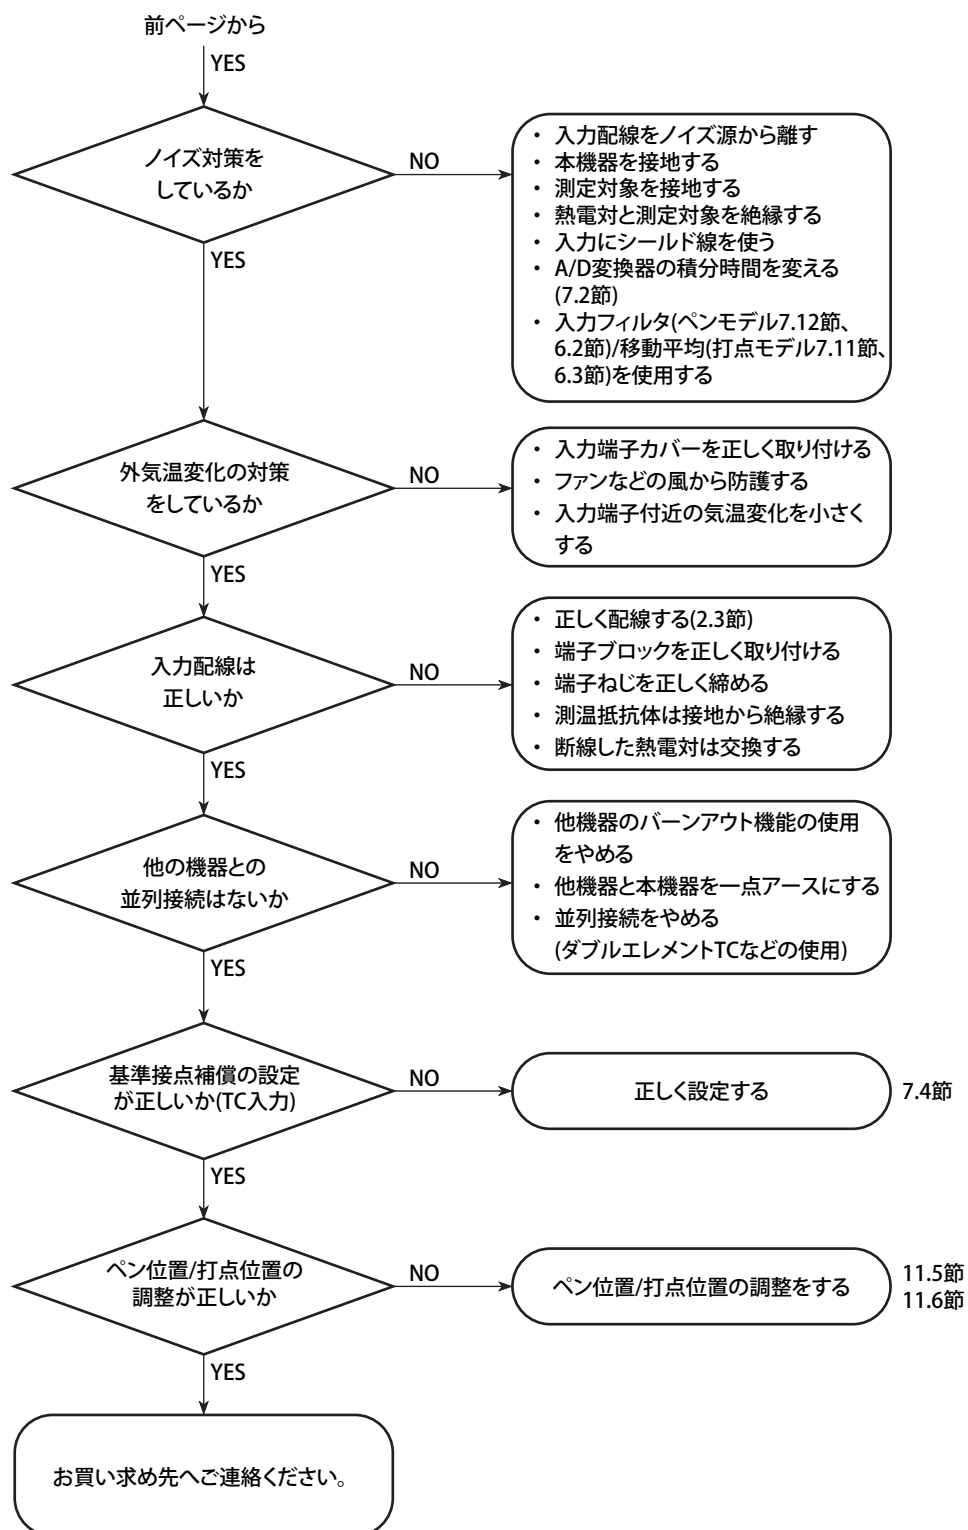 前ページから
YES
ノイズ対策を
しているか
NO
・ 入力配線をノイズ源から離す
・ 本機器を接地する
・ 測定対象を接地する
・ 熱電対と測定対象を絶縁する
・ 入力にシールド線を使う
・ A/D変換器の積分時間を変える
(7.2節)
・ 入力フィルタ(ペンモデル7.12節、
6.2節)/移動平均(打点モデル7.11節、
6.3節)を使用する
YES
外気温変化の対策
をしているか
NO
・ 入力端子カバーを正しく取り付ける
・ ファンなどの風から防護する
・ 入力端子付近の気温変化を小さく
する
YES
入力配線は
正しいか
NO
・ 正しく配線する(2.3節)
・ 端子ブロックを正しく取り付ける
・ 端子ねじを正しく締める
・ 測温抵抗体は接地から絶縁する
・ 断線した熱電対は交換する
YES
他の機器との
並列接続はないか
NO
・ 他機器のバーンアウト機能の使用
をやめる
・ 他機器と本機器を一点アースにする
・ 並列接続をやめる
(ダブルエレメントTCなどの使用)
YES
基準接点補償の設定
が正しいか(TC入力)
NO
正しく設定する
7.4節
YES
ペン位置/打点位置の
調整が正しいか
NO
ペン位置/打点位置の調整をする
11.5節
11.6節
YES
お買い求め先へご連絡ください。